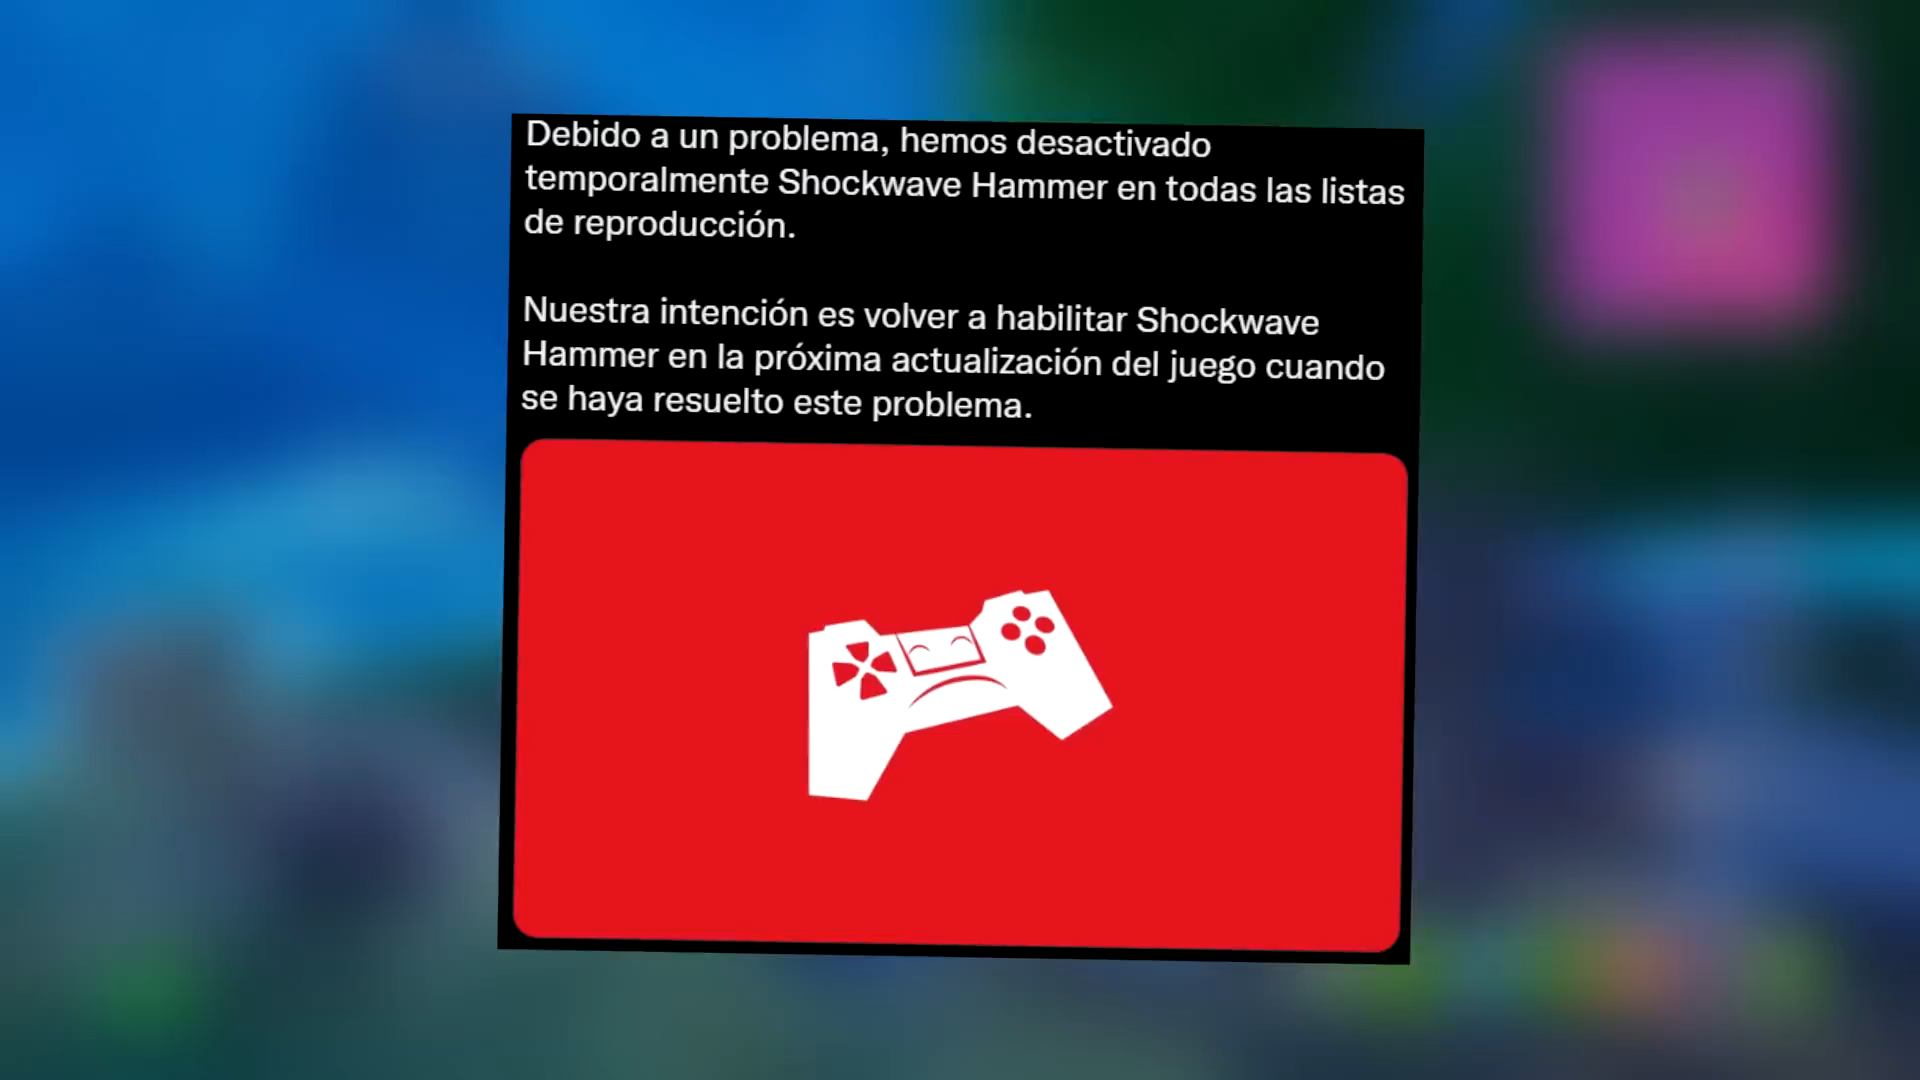 Debido a un problema, hemos desactivado
temporalmente Shockwave Hammer en todas las listas
de reproducción.
Nuestra intención es volver a habilitar Shockwave
Hammer en la próxima actualización del juego cuando
se haya resuelto este problema.